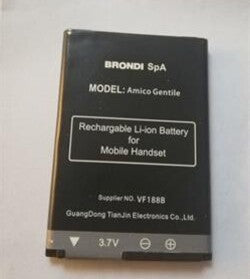 BRONDI SpA
MODEL: Amico Gentile
Rechargable Li-ion Battery
for
Mobile Handset
Supplier NO. VF188B
GuangDong TianJin Electronics Co.,Ltd.
3.7V - +